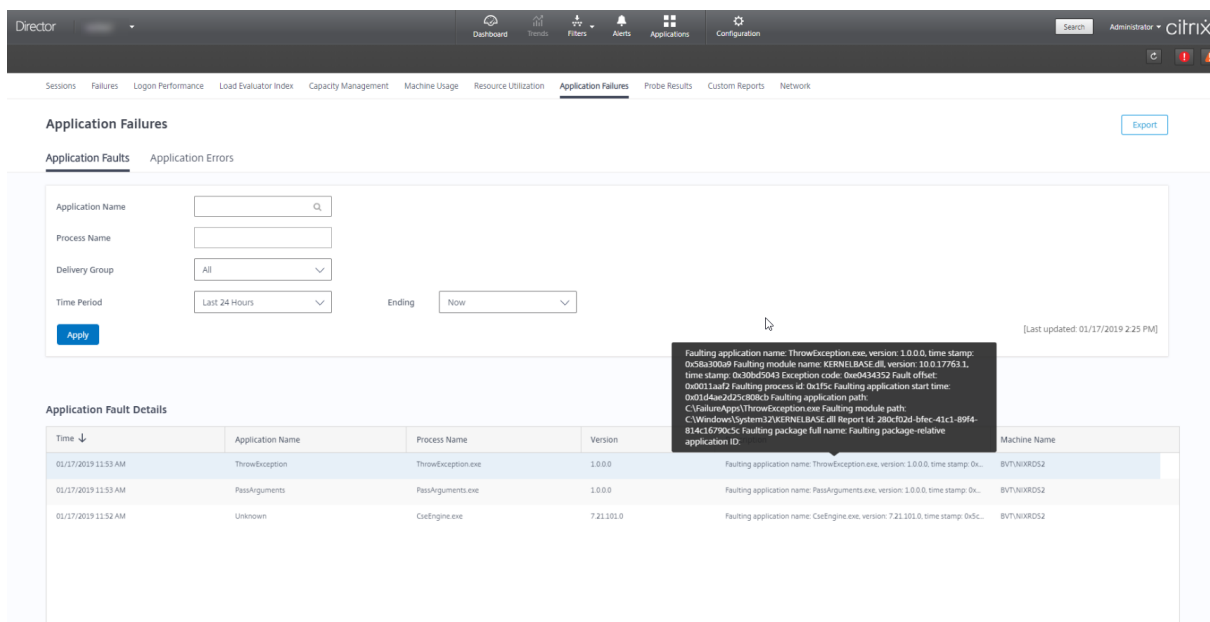 Director
Dashboard Trends Filters Alerts Applications Configuration
Search Administrator citrix
Sessions Failures Logon Performance Load Evaluator Index Capacity Management Machine Usage Resource Utilization Application Failures Probe Results Custom Reports Network
Application Failures
Export
Application Faults Application Errors
Application Name
Process Name
Delivery Group All
Time Period Last 24 Hours Ending Now
Apply
[Last updated: 01/17/2019 2:25 PM]
Faulting application name: ThrowException.exe, version: 1.0.0.0, time stamp:
0x58a300a9 Faulting module name: KERNELBASE.dll, version: 10.0.17763.1,
time stamp: 0x30bd5043 Exception code: 0xe0434352 Fault offset:
0x0011aaf2 Faulting process id: 0x1f5c Faulting application start time:
0x01d4ae2d25c808cb Faulting application path:
C:\FailureApps\ThrowException.exe Faulting module path:
C:\Windows\System32\KERNELBASE.dll Report Id: 280cf02d-bfec-41c1-89f4-
814c16790c5c Faulting package full name: Faulting package-relative
application ID:
Application Fault Details
Time Application Name Process Name Version Machine Name
01/17/2019 11:53 AM ThrowException ThrowException.exe 1.0.0.0 Faulting application name: ThrowException.exe, version: 1.0.0.0, time stamp: 0x... BVT\NIXRDS2
01/17/2019 11:53 AM PassArguments PassArguments.exe 1.0.0.0 Faulting application name: PassArguments.exe, version: 1.0.0.0, time stamp: 0x... BVT\NIXRDS2
01/17/2019 11:52 AM Unknown CseEngine.exe 7.21.101.0 Faulting application name: CseEngine.exe, version: 7.21.101.0, time stamp: 0x5c... BVT\NIXRDS2